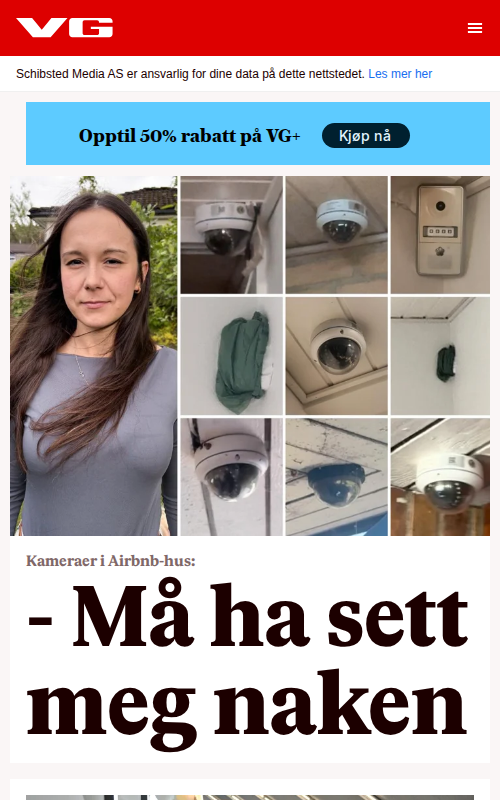 VG
Schibsted Media AS er ansvarlig for dine data på dette nettstedet. Les mer her
Opptil 50% rabatt på VG+ Kjøp nå
Kameraer i Airbnb-hus:
- Må ha sett
meg naken